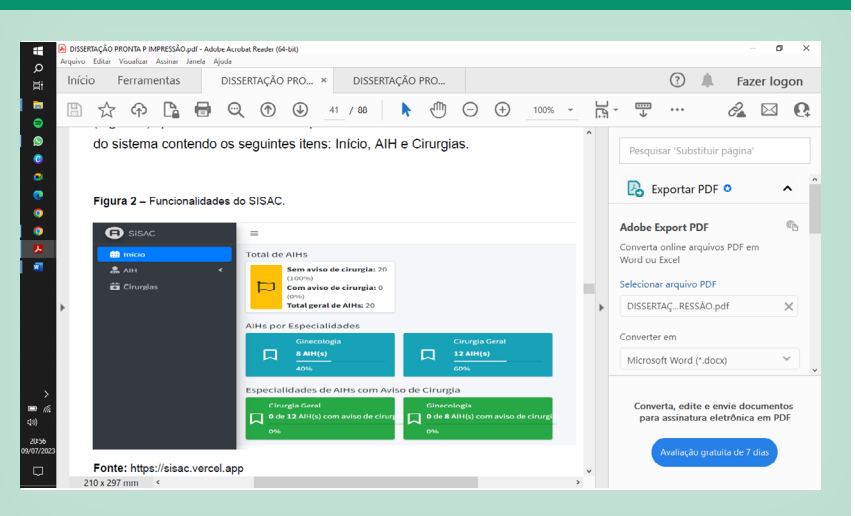 DISSERTAÇÃO PRONTA P IMPRESSÃO.pdf - Adobe Acrobat Reader (64-bit)
Arquivo Editar Visualizar Assinar Janela Ajuda
Início Ferramentas DISSERTAÇÃO PRO... × DISSERTAÇÃO PRO... Fazer logon
41 / 88 100%
do sistema contendo os seguintes itens: Início, AIH e Cirurgias.
Figura 2 – Funcionalidades do SISAC.
SISAC
Início
AIH
Cirurgias
Total de AIHs
Sem aviso de cirurgia: 20
(100%)
Com aviso de cirurgia: 0
(0%)
Total geral de AIHs: 20
AIHs por Especialidades
Ginecologia
8 AIH(s)
40%
Cirurgia Geral
12 AIH(s)
60%
Especialidades de AIHs com Aviso de Cirurgia
Cirurgia Geral
0 de 12 AIH(s) com aviso de cirurg
0%
Ginecologia
0 de 8 AIH(s) com aviso de cirurgi
0%
Fonte: https://sisac.vercel.app
210 x 297 mm
Pesquisar 'Substituir página'
Exportar PDF
Adobe Export PDF
Converta online arquivos PDF em
Word ou Excel
Selecionar arquivo PDF
DISSERTAÇ...RESSÃO.pdf
Converter em
Microsoft Word (*.docx)
Converta, edite e envie documentos
para assinatura eletrônica em PDF
Avaliação gratuita de 7 dias
20:56
09/07/2023